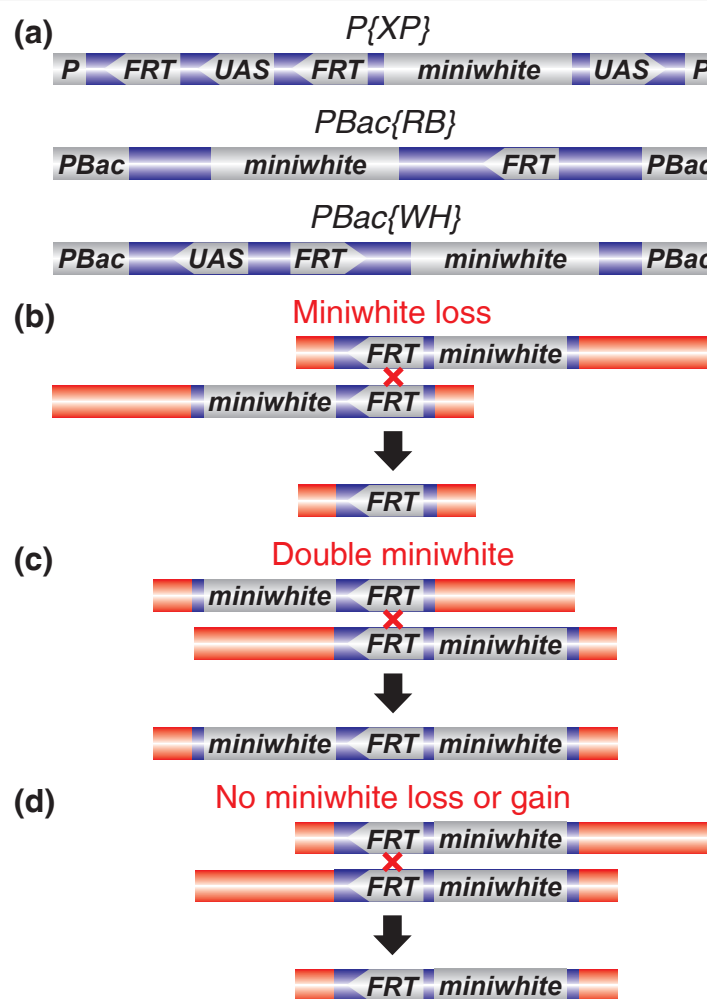 (a) P{XP}
P FRT UAS FRT miniwhite UAS P
PBac{RB}
PBac miniwhite FRT PBac
PBac{WH}
PBac UAS FRT miniwhite PBac
(b) Miniwhite loss
FRT miniwhite
miniwhite FRT
FRT
(c) Double miniwhite
miniwhite FRT
FRT miniwhite
miniwhite FRT miniwhite
(d) No miniwhite loss or gain
FRT miniwhite
FRT miniwhite
FRT miniwhite